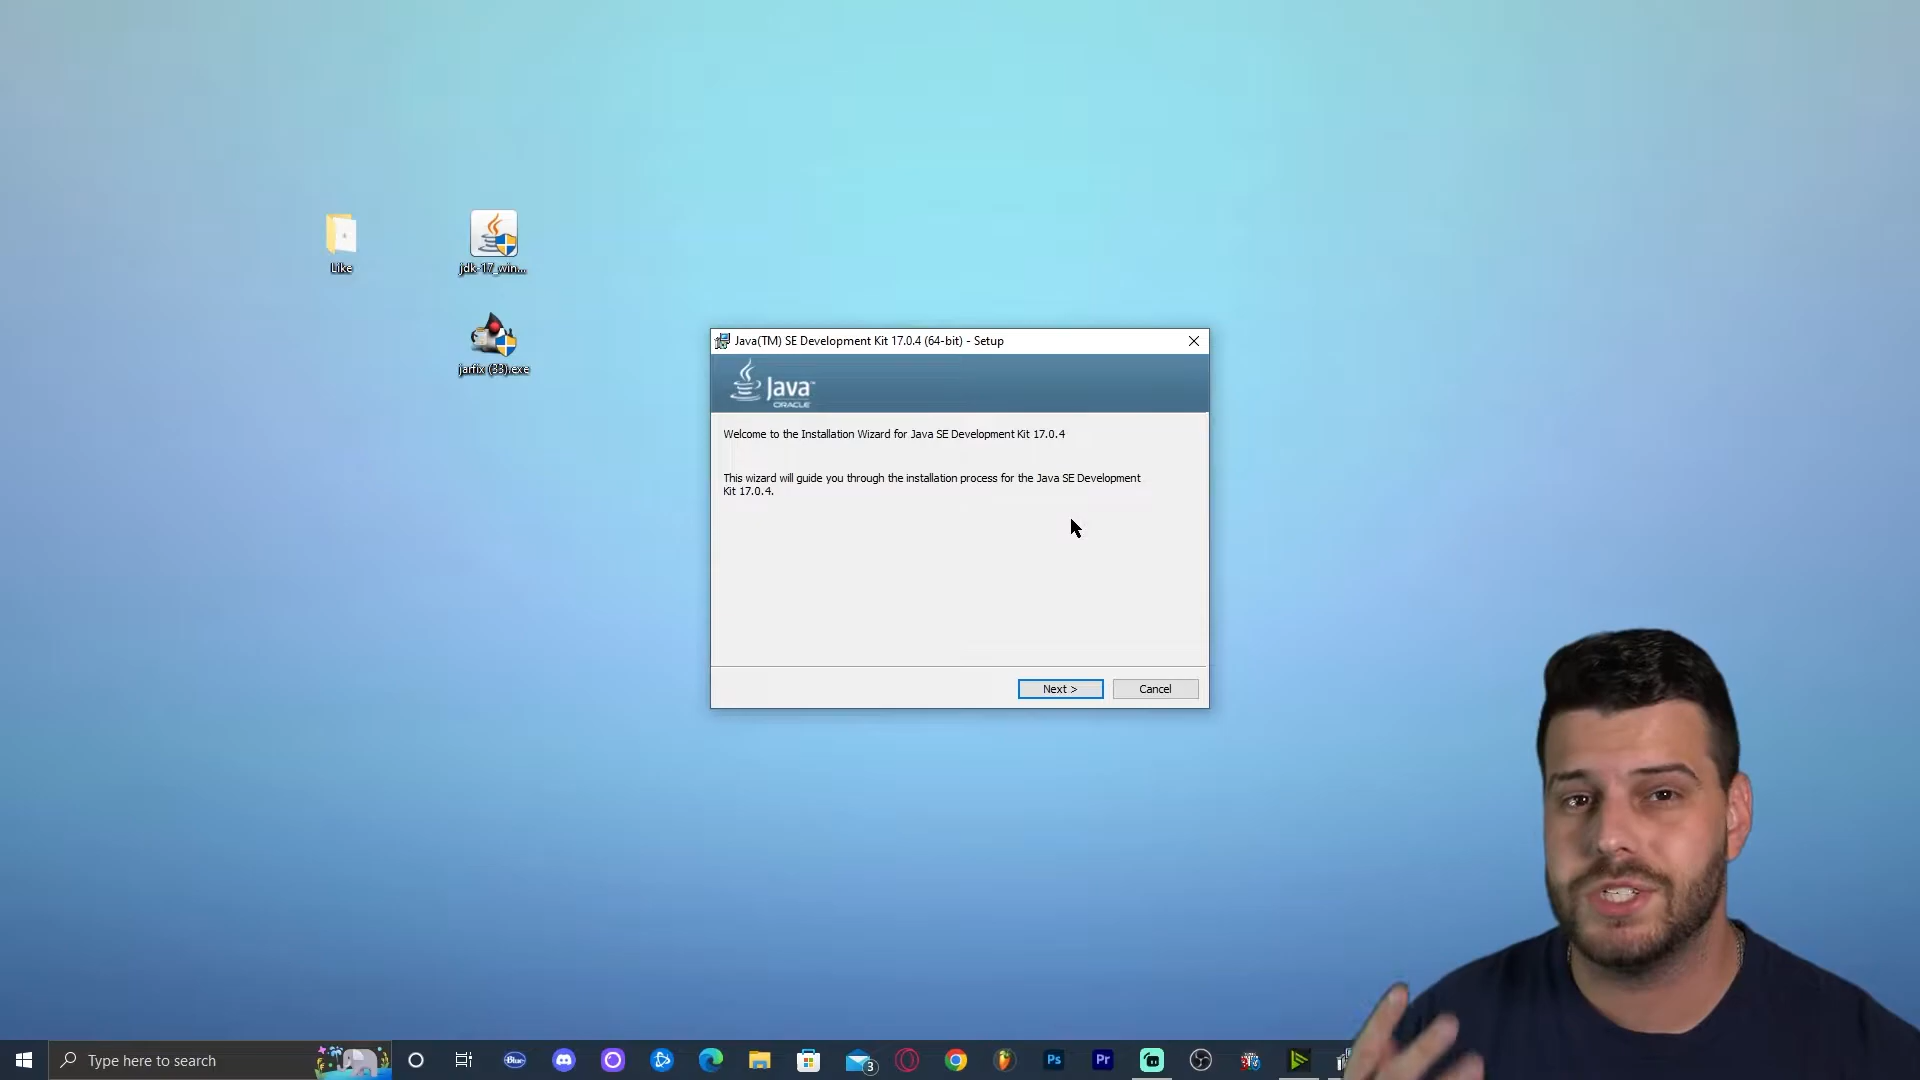 Like
jdk-17_win...
jarfix (33).exe
Java(TM) SE Development Kit 17.0.4 (64-bit) - Setup
Java™
ORACLE
Welcome to the Installation Wizard for Java SE Development Kit 17.0.4
This wizard will guide you through the installation process for the Java SE Development
Kit 17.0.4.
Next >
Cancel
Type here to search
Blue
3
Ps
Pr